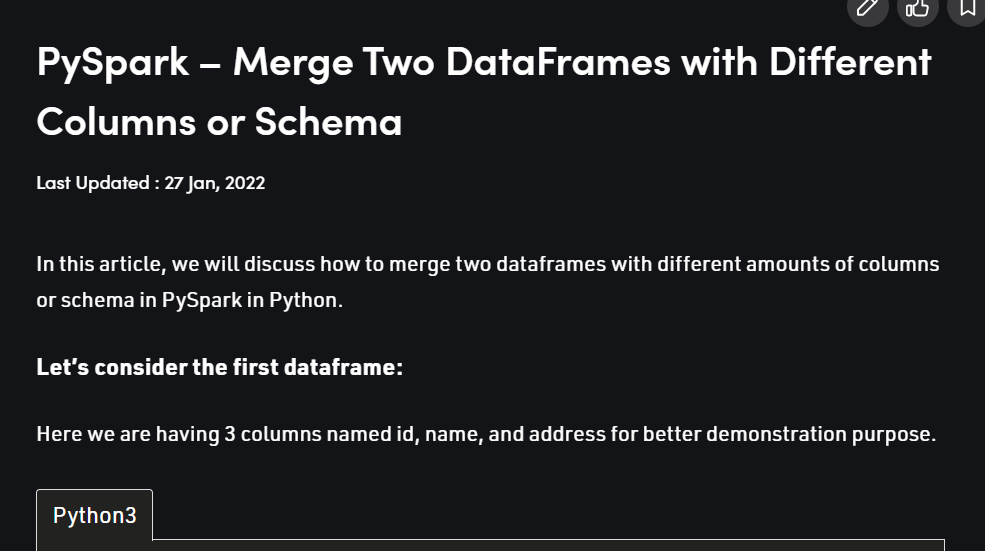 PySpark – Merge Two DataFrames with Different
Columns or Schema
Last Updated : 27 Jan, 2022
In this article, we will discuss how to merge two dataframes with different amounts of columns
or schema in PySpark in Python.
Let’s consider the first dataframe:
Here we are having 3 columns named id, name, and address for better demonstration purpose.
Python3